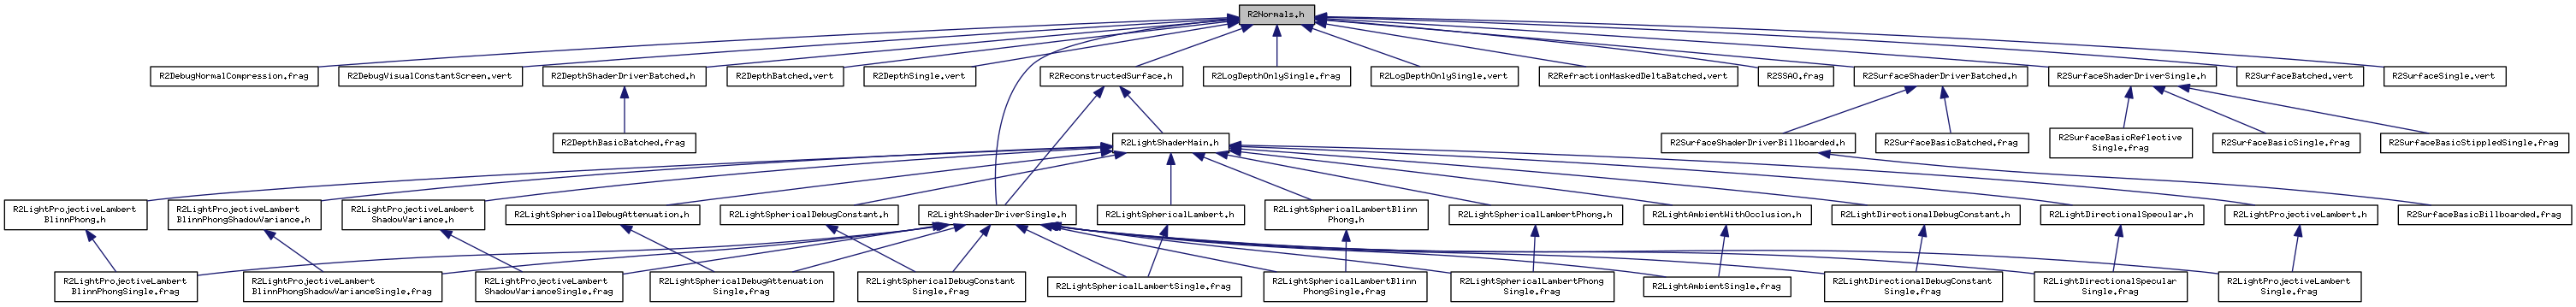 R2Normals.h
R2DebugNormalCompression.frag
R2DebugVisualConstantScreen.vert
R2DepthShaderDriverBatched.h
R2DepthBatched.vert
R2DepthSingle.vert
R2ReconstructedSurface.h
R2LogDepthOnlySingle.frag
R2LogDepthOnlySingle.vert
R2RefractionMaskedDeltaBatched.vert
R2SSAO.frag
R2SurfaceShaderDriverBatched.h
R2SurfaceShaderDriverSingle.h
R2SurfaceBatched.vert
R2SurfaceSingle.vert
R2DepthBasicBatched.frag
R2LightShaderMain.h
R2SurfaceShaderDriverBillboarded.h
R2SurfaceBasicBatched.frag
R2SurfaceBasicReflective
Single.frag
R2SurfaceBasicSingle.frag
R2SurfaceBasicStippledSingle.frag
R2LightProjectiveLambert
BlinnPhong.h
R2LightProjectiveLambert
BlinnPhongShadowVariance.h
R2LightProjectiveLambert
ShadowVariance.h
R2LightSphericalDebugAttenuation.h
R2LightSphericalDebugConstant.h
R2LightShaderDriverSingle.h
R2LightSphericalLambert.h
R2LightSphericalLambertBlinn
Phong.h
R2LightSphericalLambertPhong.h
R2LightAmbientWithOcclusion.h
R2LightDirectionalDebugConstant.h
R2LightDirectionalSpecular.h
R2LightProjectiveLambert.h
R2SurfaceBasicBillboarded.frag
R2LightProjectiveLambert
BlinnPhongSingle.frag
R2LightProjectiveLambert
BlinnPhongShadowVarianceSingle.frag
R2LightProjectiveLambert
ShadowVarianceSingle.frag
R2LightSphericalDebugAttenuation
Single.frag
R2LightSphericalDebugConstant
Single.frag
R2LightSphericalLambertSingle.frag
R2LightSphericalLambertBlinn
PhongSingle.frag
R2LightSphericalLambertPhong
Single.frag
R2LightAmbientSingle.frag
R2LightDirectionalDebugConstant
Single.frag
R2LightDirectionalSpecular
Single.frag
R2LightProjectiveLambert
Single.frag